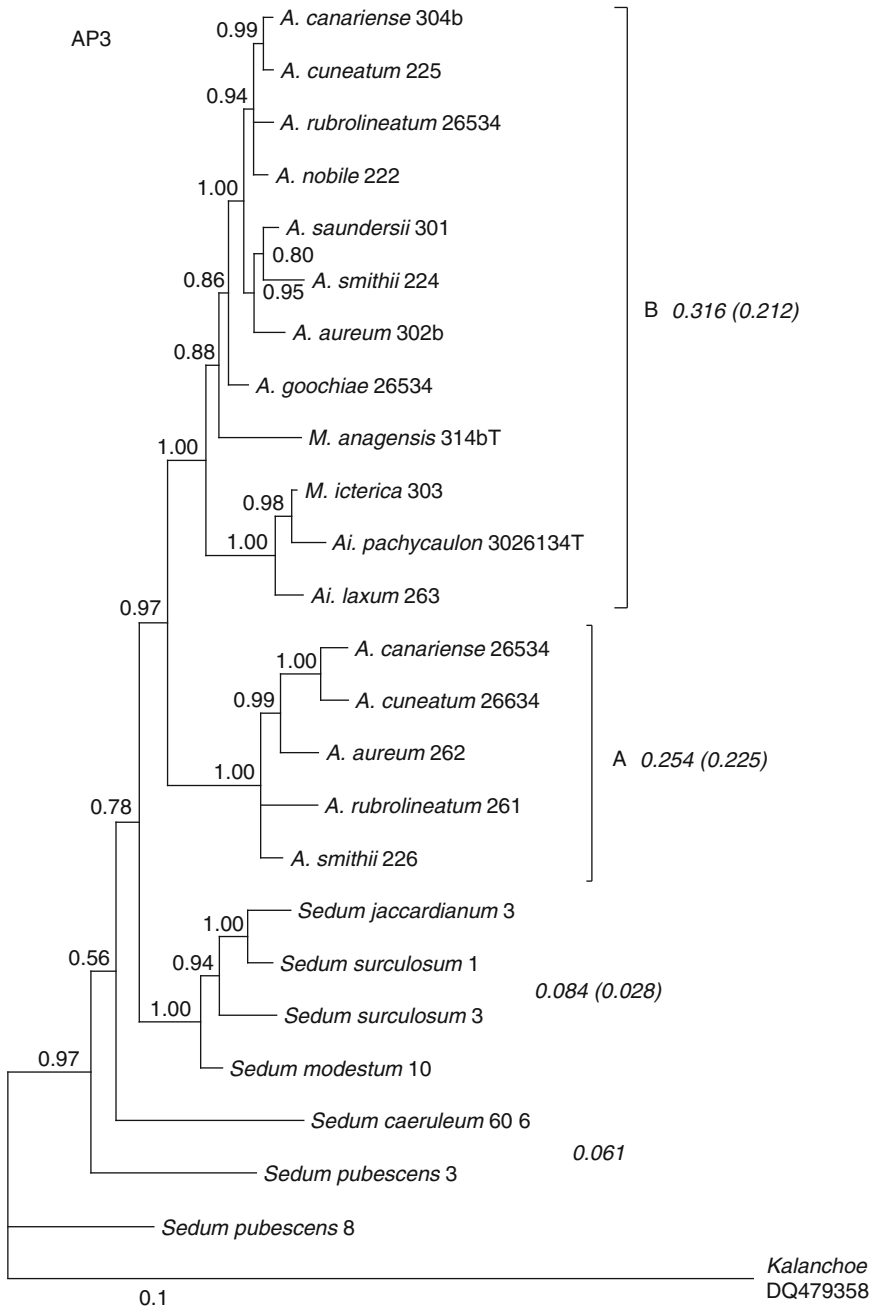 AP3
0.99
A. canariense 304b
A. cuneatum 225
0.94
A. rubrolineatum 26534
A. nobile 222
1.00
A. saundersii 301
0.80
A. smithii 224
0.95
0.86
B 0.316 (0.212)
A. aureum 302b
0.88
A. goochiae 26534
M. anagensis 314bT
1.00
M. icterica 303
0.98
Ai. pachycaulon 3026134T
1.00
Ai. laxum 263
0.97
A. canariense 26534
1.00
A. cuneatum 26634
0.99
A. aureum 262
A 0.254 (0.225)
1.00
A. rubrolineatum 261
0.78
A. smithii 226
Sedum jaccardianum 3
1.00
Sedum surculosum 1
0.56
0.94
0.084 (0.028)
1.00
Sedum surculosum 3
0.97
Sedum modestum 10
Sedum caeruleum 60 6
0.061
Sedum pubescens 3
Sedum pubescens 8
Kalanchoe
DQ479358
0.1